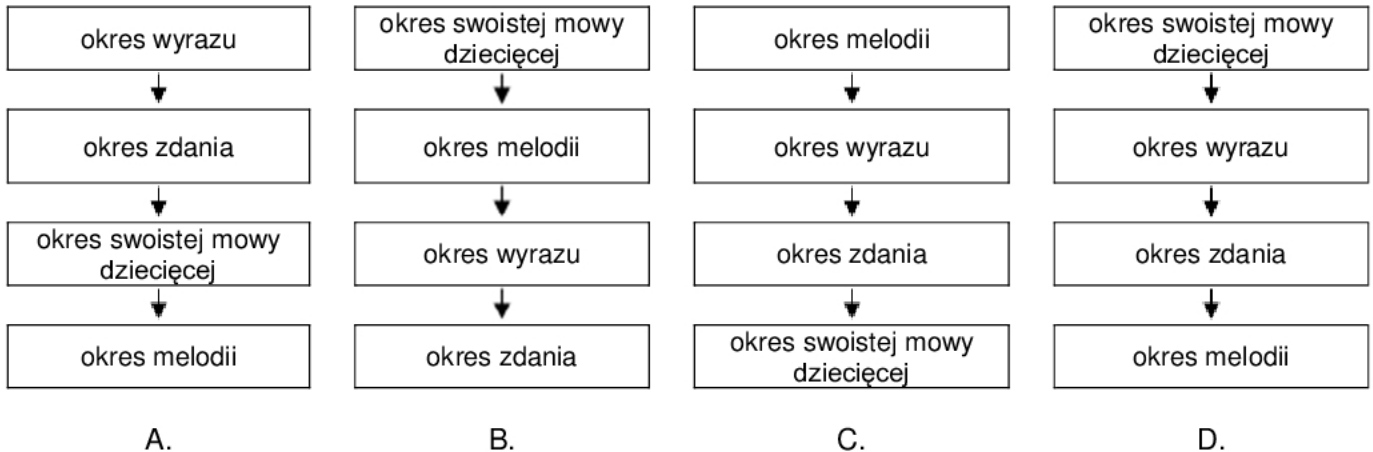 okres wyrazu
okres zdania
okres swoistej mowy
dziecięcej
okres melodii
A.
okres swoistej mowy
dziecięcej
okres melodii
okres wyrazu
okres zdania
B.
okres melodii
okres wyrazu
okres zdania
okres swoistej mowy
dziecięcej
C.
okres swoistej mowy
dziecięcej
okres wyrazu
okres zdania
okres melodii
D.